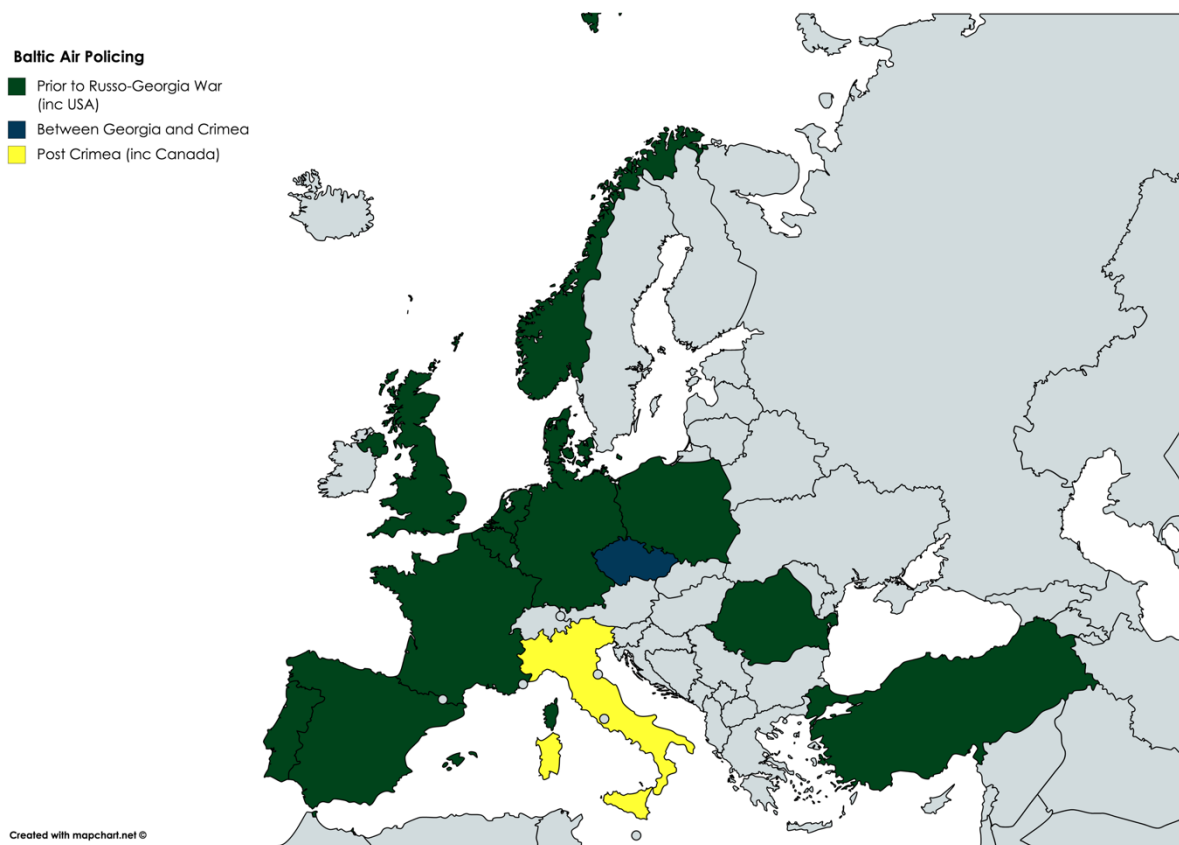 Baltic Air Policing
Prior to Russo-Georgia War
(inc USA)
Between Georgia and Crimea
Post Crimea (inc Canada)
Created with mapchart.net ©